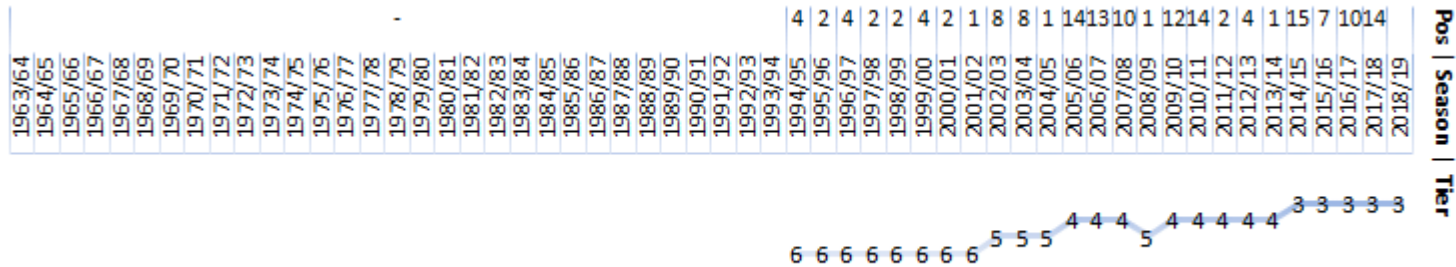 - 4 2 4 2 2 4 2 1 8 8 1 14 13 10 1 12 14 2 4 1 15 7 10 14
1963/64 1964/65 1965/66 1966/67 1967/68 1968/69 1969/70 1970/71 1971/72 1972/73 1973/74 1974/75 1975/76 1976/77 1977/78 1978/79 1979/80 1980/81 1981/82 1982/83 1983/84 1984/85 1985/86 1986/87 1987/88 1988/89 1989/90 1990/91 1991/92 1992/93 1993/94 1994/95 1995/96 1996/97 1997/98 1998/99 1999/00 2000/01 2001/02 2002/03 2003/04 2004/05 2005/06 2006/07 2007/08 2008/09 2009/10 2010/11 2011/12 2012/13 2013/14 2014/15 2015/16 2016/17 2017/18 2018/19
6 6 6 6 6 6 6 6 5 5 5 4 4 4 5 4 4 4 4 4 3 3 3 3 3
Pos | Season | Tier